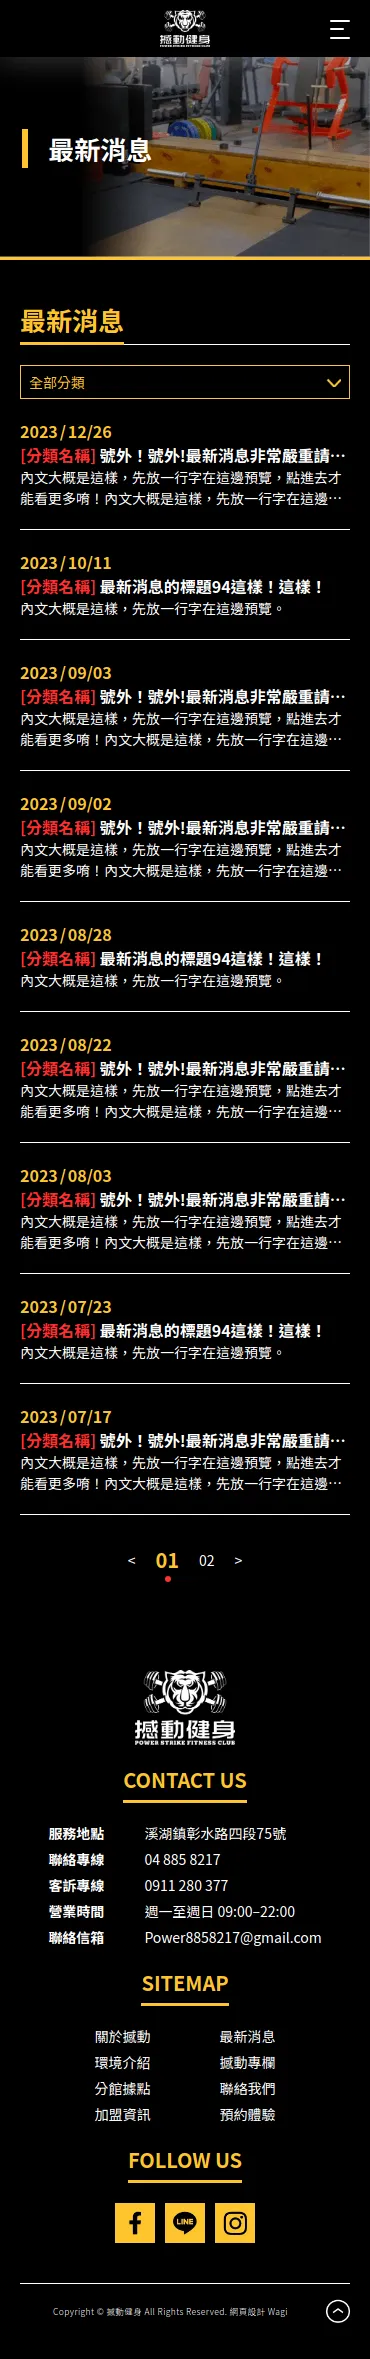 撼動健身
POWER STRIKE FITNESS CLUB
最新消息
最新消息
全部分類
2023/12/26
[分類名稱] 號外！號外!最新消息非常嚴重請…
內文大概是這樣，先放一行字在這邊預覽，點進去才
能看更多唷！內文大概是這樣，先放一行字在這邊…
2023/10/11
[分類名稱] 最新消息的標題94這樣！這樣！
內文大概是這樣，先放一行字在這邊預覽。
2023/09/03
[分類名稱] 號外！號外!最新消息非常嚴重請…
內文大概是這樣，先放一行字在這邊預覽，點進去才
能看更多唷！內文大概是這樣，先放一行字在這邊…
2023/09/02
[分類名稱] 號外！號外!最新消息非常嚴重請…
內文大概是這樣，先放一行字在這邊預覽，點進去才
能看更多唷！內文大概是這樣，先放一行字在這邊…
2023/08/28
[分類名稱] 最新消息的標題94這樣！這樣！
內文大概是這樣，先放一行字在這邊預覽。
2023/08/22
[分類名稱] 號外！號外!最新消息非常嚴重請…
內文大概是這樣，先放一行字在這邊預覽，點進去才
能看更多唷！內文大概是這樣，先放一行字在這邊…
2023/08/03
[分類名稱] 號外！號外!最新消息非常嚴重請…
內文大概是這樣，先放一行字在這邊預覽，點進去才
能看更多唷！內文大概是這樣，先放一行字在這邊…
2023/07/23
[分類名稱] 最新消息的標題94這樣！這樣！
內文大概是這樣，先放一行字在這邊預覽。
2023/07/17
[分類名稱] 號外！號外!最新消息非常嚴重請…
內文大概是這樣，先放一行字在這邊預覽，點進去才
能看更多唷！內文大概是這樣，先放一行字在這邊…
< 01 02 >
撼動健身
POWER STRIKE FITNESS CLUB
CONTACT US
服務地點 溪湖鎮彰水路四段75號
聯絡專線 04 885 8217
客訴專線 0911 280 377
營業時間 週一至週日 09:00–22:00
聯絡信箱 Power8858217@gmail.com
SITEMAP
關於撼動 最新消息
環境介紹 撼動專欄
分館據點 聯絡我們
加盟資訊 預約體驗
FOLLOW US
LINE
Copyright © 撼動健身 All Rights Reserved. 網頁設計 Wagi